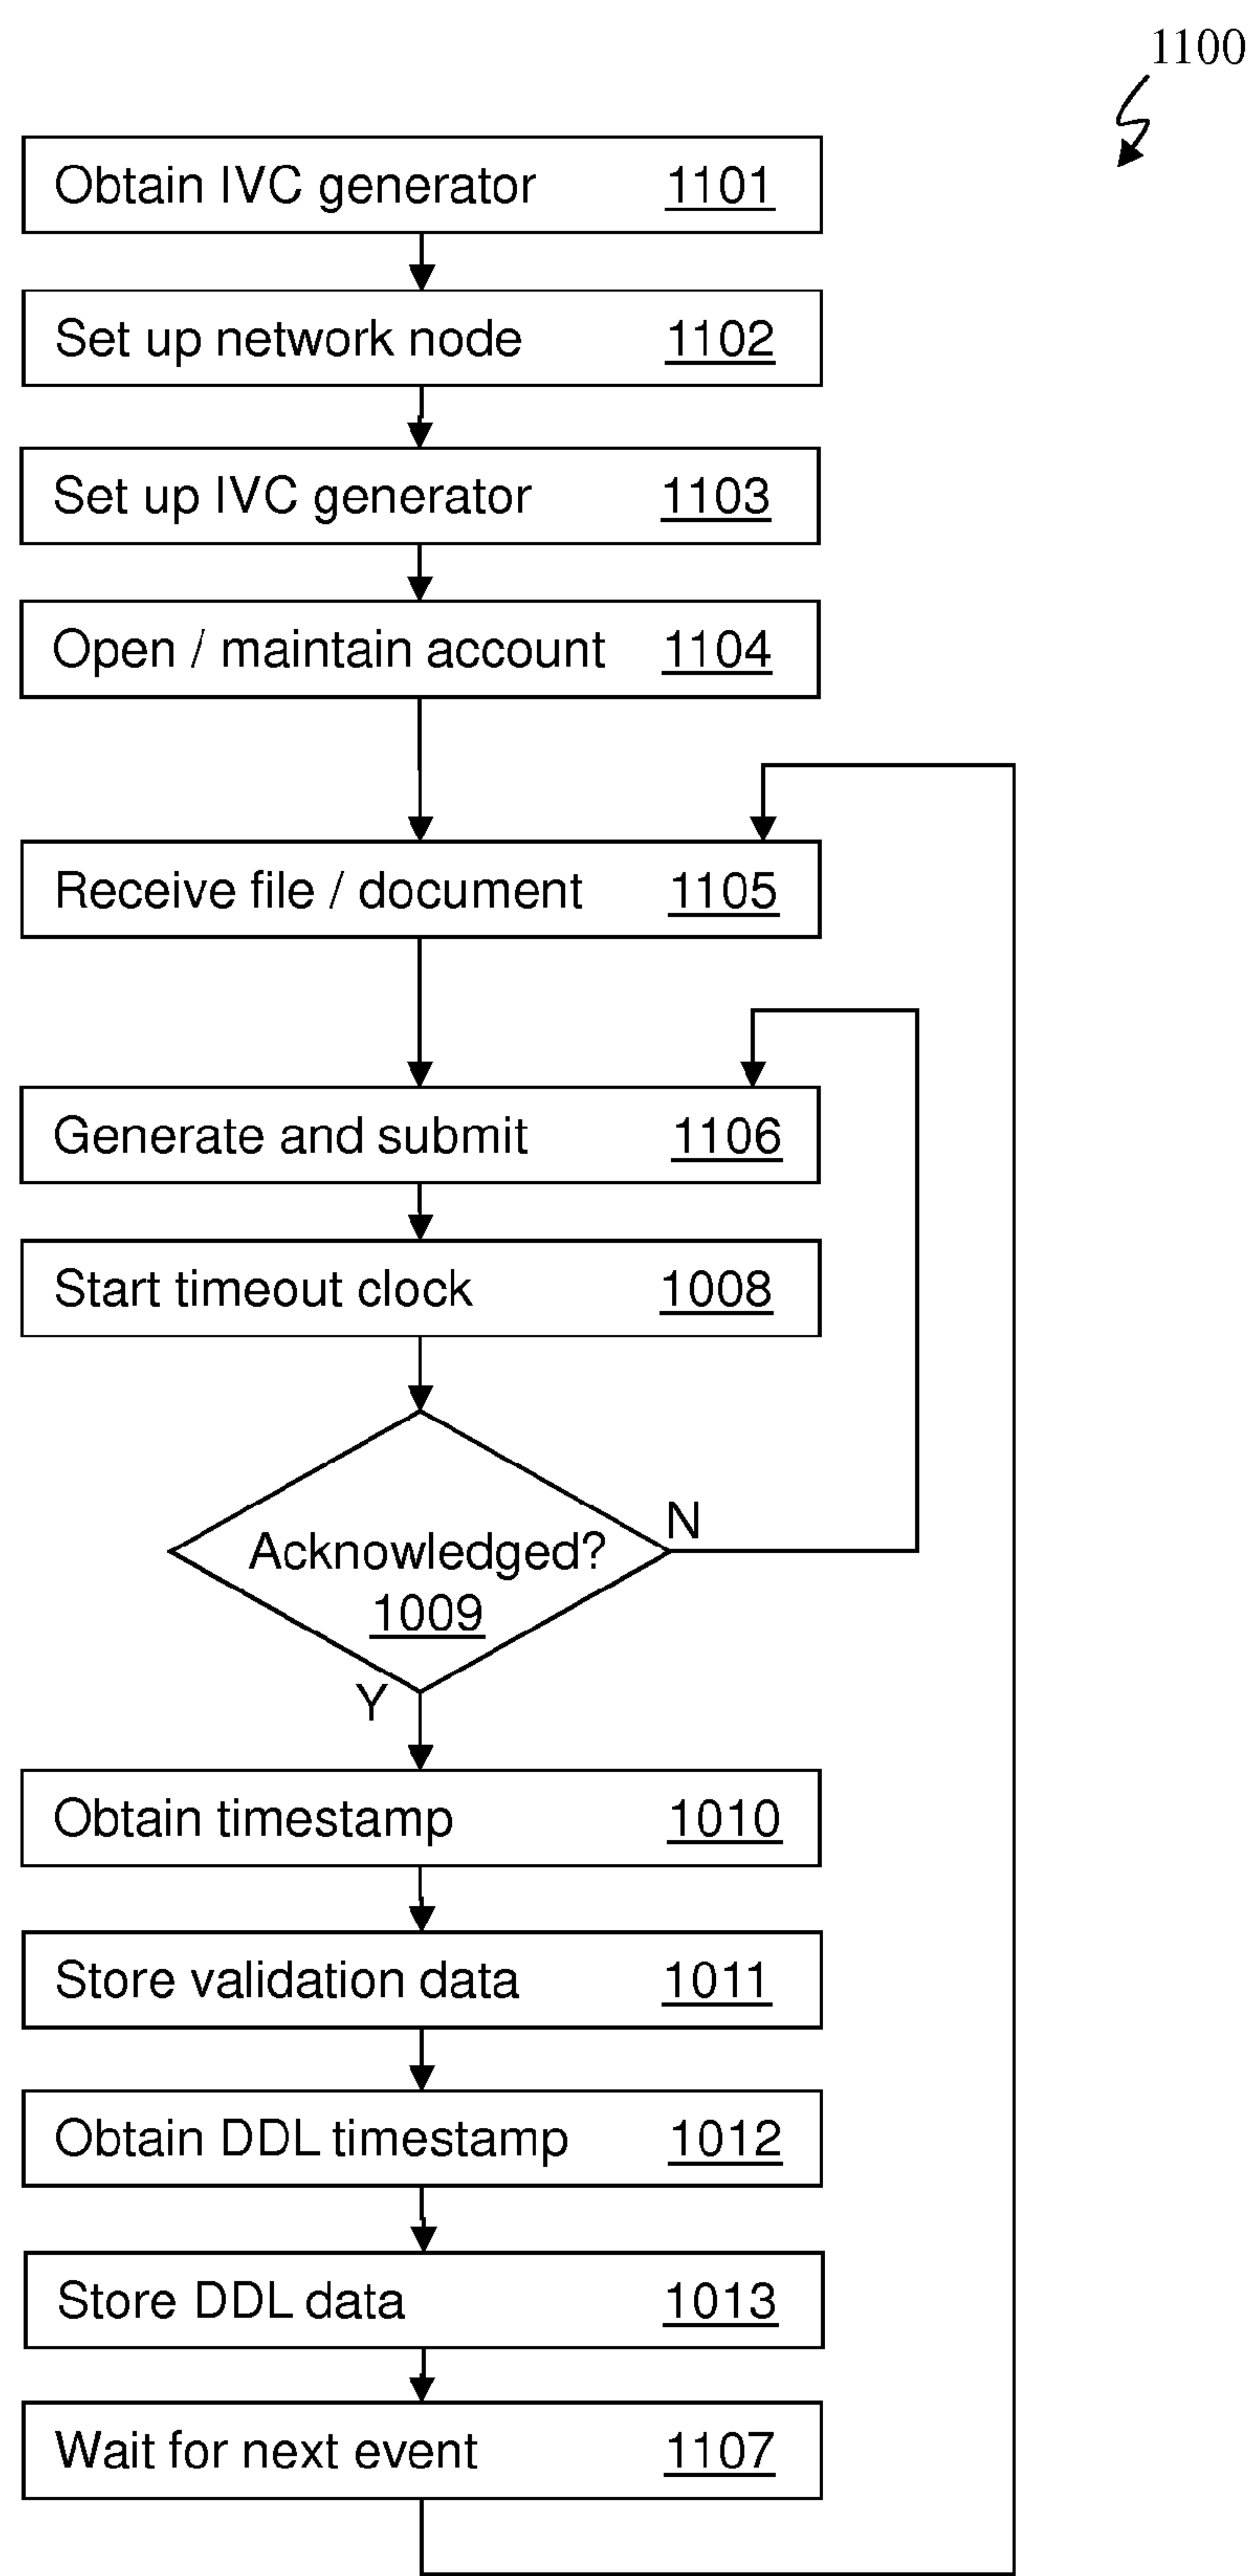 1100
Obtain IVC generator 1101
Set up network node 1102
Set up IVC generator 1103
Open / maintain account 1104
Receive file / document 1105
Generate and submit 1106
Start timeout clock 1008
Acknowledged?
1009
N
Y
Obtain timestamp 1010
Store validation data 1011
Obtain DDL timestamp 1012
Store DDL data 1013
Wait for next event 1107